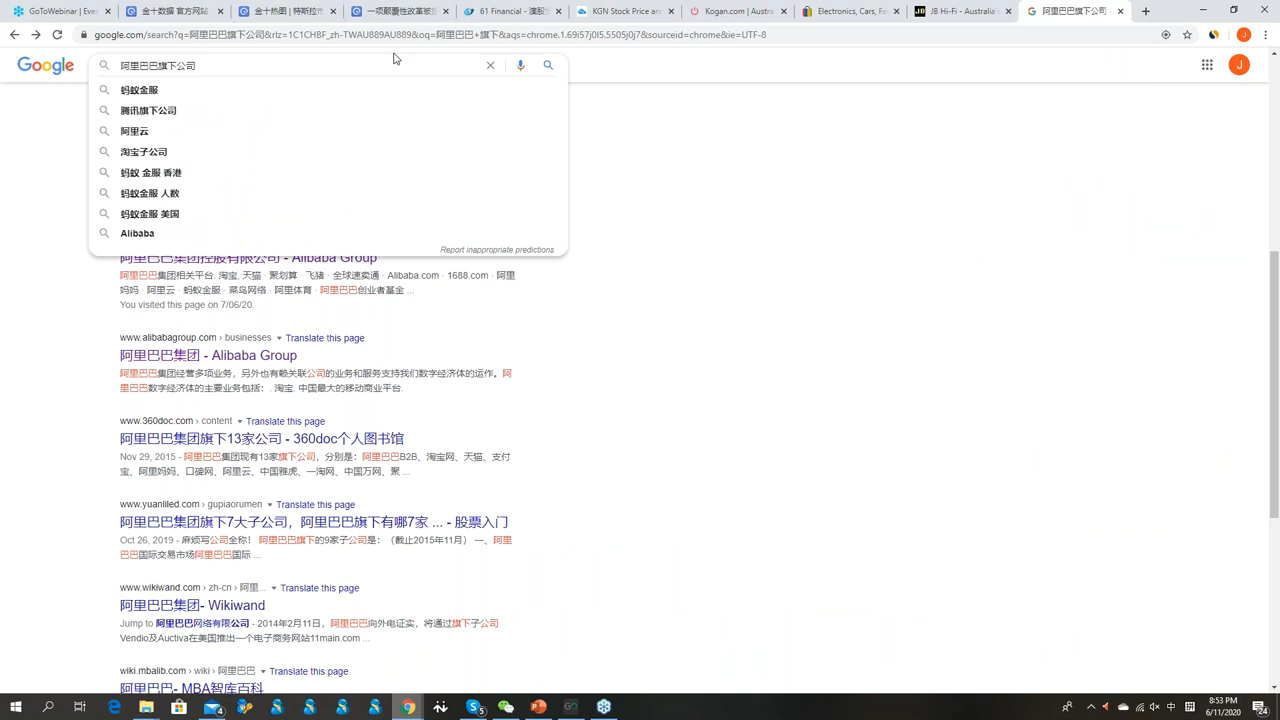 GoToWebinar | Ever
金十数据 官方网站
金十热图 | 特斯拉市
一项颠覆性改革被
61 Financial - 澳股
KGN Stock Price and
Kogan.com | Austra
Electronics, Cars, Fa
JB Hi-Fi - Australia's
阿里巴巴旗下公司
google.com/search?q=阿里巴巴旗下公司&rlz=1C1CHBF_zh-TWAU889AU889&oq=阿里巴巴+旗下&aqs=chrome.1.69i57j0l5.5505j0j7&sourceid=chrome&ie=UTF-8
J
Google
阿里巴巴旗下公司
J
蚂蚁金服
腾讯旗下公司
阿里云
淘宝子公司
蚂蚁 金服 香港
蚂蚁金服 人数
蚂蚁金服 美国
Alibaba
Report inappropriate predictions
阿里巴巴集团控股有限公司 - Alibaba Group
阿里巴巴集团相关平台. 淘宝, 天猫 · 聚划算 · 飞猪 · 全球速卖通 · Alibaba.com · 1688.com · 阿里
妈妈 · 阿里云 · 蚂蚁金服 · 菜鸟网络 · 阿里体育 · 阿里巴巴创业者基金 ...
You visited this page on 7/06/20.
www.alibabagroup.com › businesses ▾ Translate this page
阿里巴巴集团 - Alibaba Group
阿里巴巴集团经营多项业务，另外也有赖关联公司的业务和服务支持我们数字经济体的运作。阿
里巴巴数字经济体的主要业务包括：. 淘宝. 中国最大的移动商业平台.
www.360doc.com › content ▾ Translate this page
阿里巴巴集团旗下13家公司 - 360doc个人图书馆
Nov 29, 2015 - 阿里巴巴集团现有13家旗下公司，分别是：阿里巴巴B2B、淘宝网、天猫、支付
宝、阿里妈妈、口碑网、阿里云、中国雅虎、一淘网、中国万网、聚 ...
www.yuanliled.com › gupiaorumen ▾ Translate this page
阿里巴巴集团旗下7大子公司，阿里巴巴旗下有哪7家 ... - 股票入门
Oct 26, 2019 - 麻烦写公司全称！ 阿里巴巴旗下的9家子公司是：（截止2015年11月） 一、阿里
巴巴国际交易市场阿里巴巴国际 ...
www.wikiwand.com › zh-cn › 阿里... ▾ Translate this page
阿里巴巴集团- Wikiwand
Jump to 阿里巴巴网络有限公司 - 2014年2月11日，阿里巴巴向外电证实，将通过旗下子公司
Vendio及Auctiva在美国推出一个电子商务网站11main.com ...
wiki.mbalib.com › wiki › 阿里巴巴 ▾ Translate this page
阿里巴巴- MBA智库百科
4
5
中
8:53 PM
6/11/2020
24